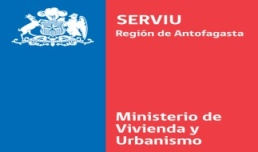 SERVIU
Región de Antofagasta
Ministerio de
Vivienda y
Urbanismo